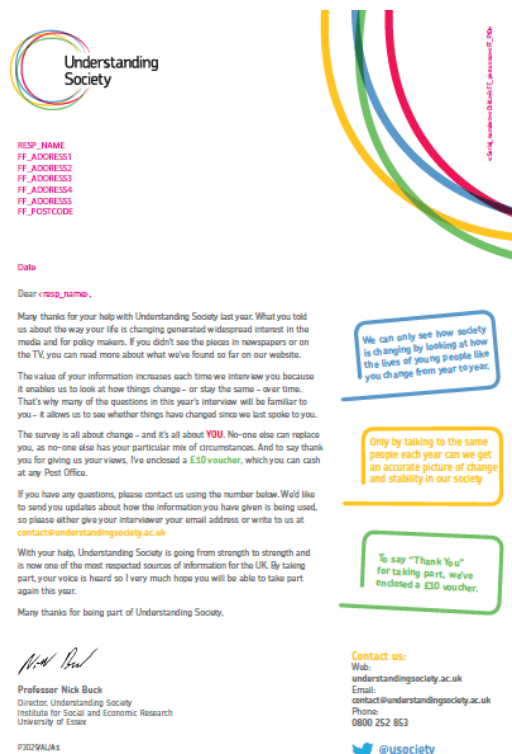 Understanding
Society
RESP_NAME
FF_ADDRESS1
FF_ADDRESS2
FF_ADDRESS3
FF_ADDRESS4
FF_ADDRESS5
FF_POSTCODE
Date
Dear <resp_name>,
Many thanks for your help with Understanding Society last year. What you told
us about the way your life is changing generated widespread interest in the
media and for policy makers. If you didn't see the pieces in newspapers or on
the TV, you can read more about what we've found so far on our website.
The value of your information increases each time we interview you because
it enables us to look at how things change – or stay the same – over time.
That's why many of the questions in this year's interview will be familiar to
you – it allows us to see whether things have changed since we last spoke to you.
The survey is all about change – and it's all about YOU. No-one else can replace
you, as no-one else has your particular mix of circumstances. And to say thank
you for giving us your views, I've enclosed a £10 voucher, which you can cash
at any Post Office.
If you have any questions, please contact us using the number below. We'd like
to send you updates about how the information you have given is being used,
so please either give your interviewer your email address or write to us at
contact@understandingsociety.ac.uk
With your help, Understanding Society is going from strength to strength and
is now one of the most respected sources of information for the UK. By taking
part, your voice is heard so I very much hope you will be able to take part
again this year.
Many thanks for being part of Understanding Society,
Professor Nick Buck
Director, Understanding Society
Institute for Social and Economic Research
University of Essex
P3029/AL/A1
We can only see how society
is changing by looking at how
the lives of young people like
you change from year to year.
Only by talking to the same
people each year can we get
an accurate picture of change
and stability in our society
To say "Thank You"
for taking part, we've
enclosed a £10 voucher.
Contact us:
Web:
understandingsociety.ac.uk
Email:
contact@understandingsociety.ac.uk
Phone:
0800 252 853
@usociety